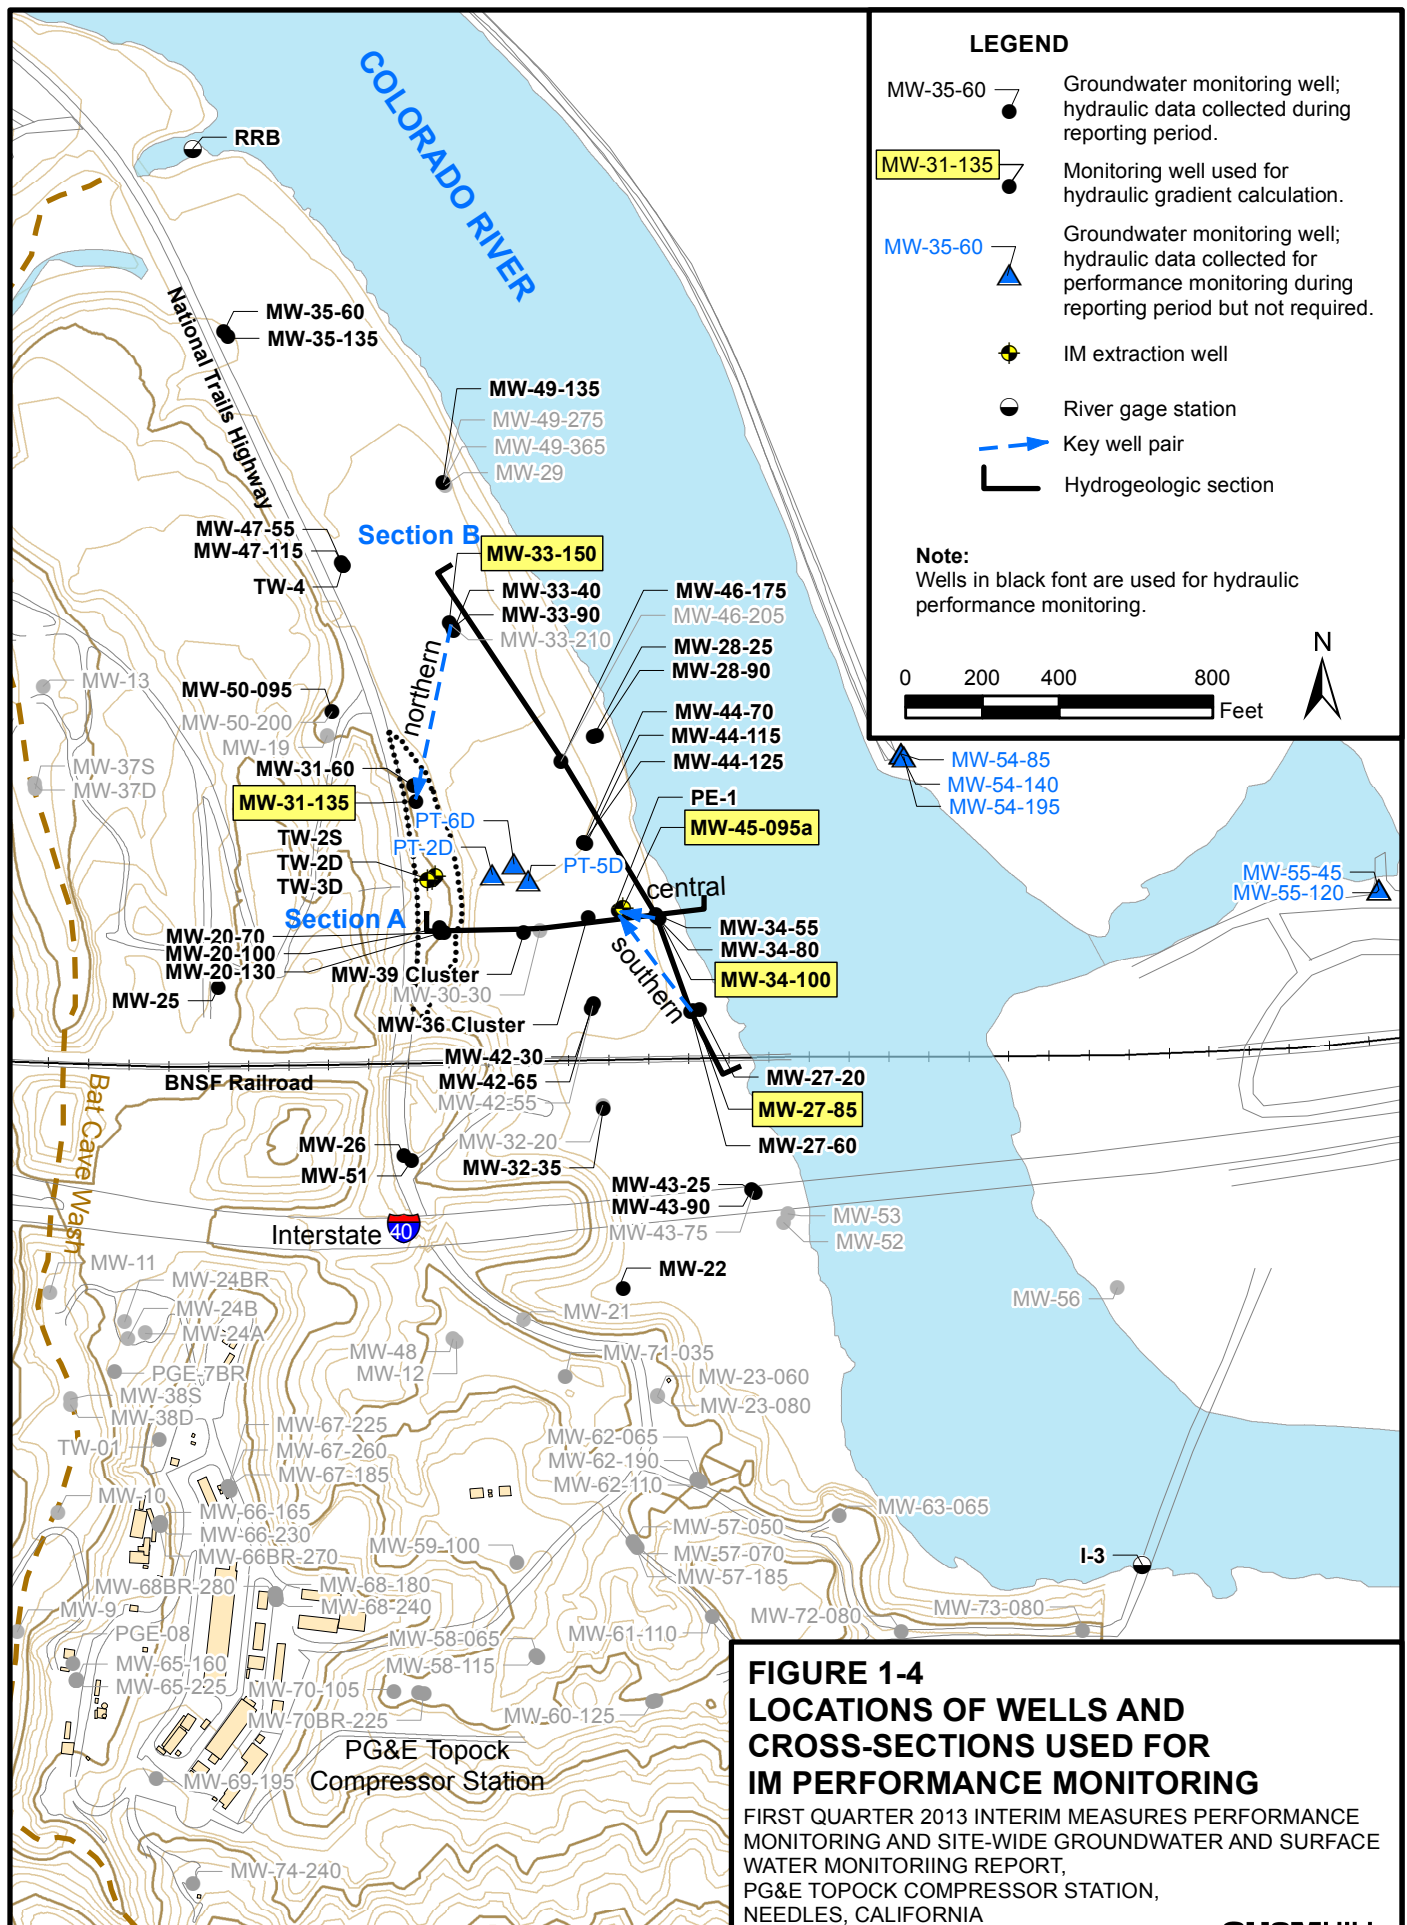 LEGEND
MW-35-60
Groundwater monitoring well;
hydraulic data collected during
reporting period.
MW-31-135
Monitoring well used for
hydraulic gradient calculation.
MW-35-60
Groundwater monitoring well;
hydraulic data collected for
performance monitoring during
reporting period but not required.
IM extraction well
River gage station
Key well pair
Hydrogeologic section
Note:
Wells in black font are used for hydraulic
performance monitoring.
N
0 200 400 800
Feet
COLORADO RIVER
RRB
National Trails Highway
MW-35-60
MW-35-135
MW-49-135
MW-49-275
MW-49-365
MW-29
MW-47-55
MW-47-115
TW-4
Section B
MW-33-150
MW-33-40
MW-33-90
MW-33-210
MW-46-175
MW-46-205
MW-28-25
MW-28-90
MW-44-70
MW-44-115
MW-44-125
northern
MW-13
MW-50-095
MW-50-200
MW-19
MW-37S
MW-37D
MW-31-60
MW-31-135
PE-1
MW-45-095a
MW-54-85
MW-54-140
MW-54-195
TW-2S
TW-2D
TW-3D
PT-6D
PT-2D
PT-5D
central
MW-55-45
MW-55-120
Section A
MW-20-70
MW-20-100
MW-20-130
MW-25
MW-39 Cluster
MW-30-30
MW-36 Cluster
southern
MW-34-55
MW-34-80
MW-34-100
MW-42-30
MW-42-65
MW-42-55
BNSF Railroad
MW-27-20
MW-27-85
MW-27-60
Bat Cave Wash
MW-26
MW-51
MW-32-20
MW-32-35
MW-43-25
MW-43-90
MW-43-75
MW-53
MW-52
Interstate
40
MW-22
MW-56
MW-11
MW-24BR
MW-24B
MW-24A
MW-21
MW-48
MW-12
MW-71-035
PGE-7BR
MW-38S
MW-38D
MW-23-060
MW-23-080
TW-01
MW-67-225
MW-67-260
MW-67-185
MW-62-065
MW-62-190
MW-62-110
MW-10
MW-66-165
MW-66-230
MW-66BR-270
MW-63-065
MW-57-050
MW-57-070
MW-57-185
MW-59-100
I-3
MW-68BR-280
MW-68-180
MW-68-240
MW-9
PGE-08
MW-65-160
MW-65-225
MW-58-065
MW-58-115
MW-61-110
MW-72-080
MW-73-080
MW-70-105
MW-70BR-225
MW-60-125
PG&E Topock
Compressor Station
MW-69-195
MW-74-240
FIGURE 1-4
LOCATIONS OF WELLS AND
CROSS-SECTIONS USED FOR
IM PERFORMANCE MONITORING
FIRST QUARTER 2013 INTERIM MEASURES PERFORMANCE
MONITORING AND SITE-WIDE GROUNDWATER AND SURFACE
WATER MONITORIING REPORT,
PG&E TOPOCK COMPRESSOR STATION,
NEEDLES, CALIFORNIA